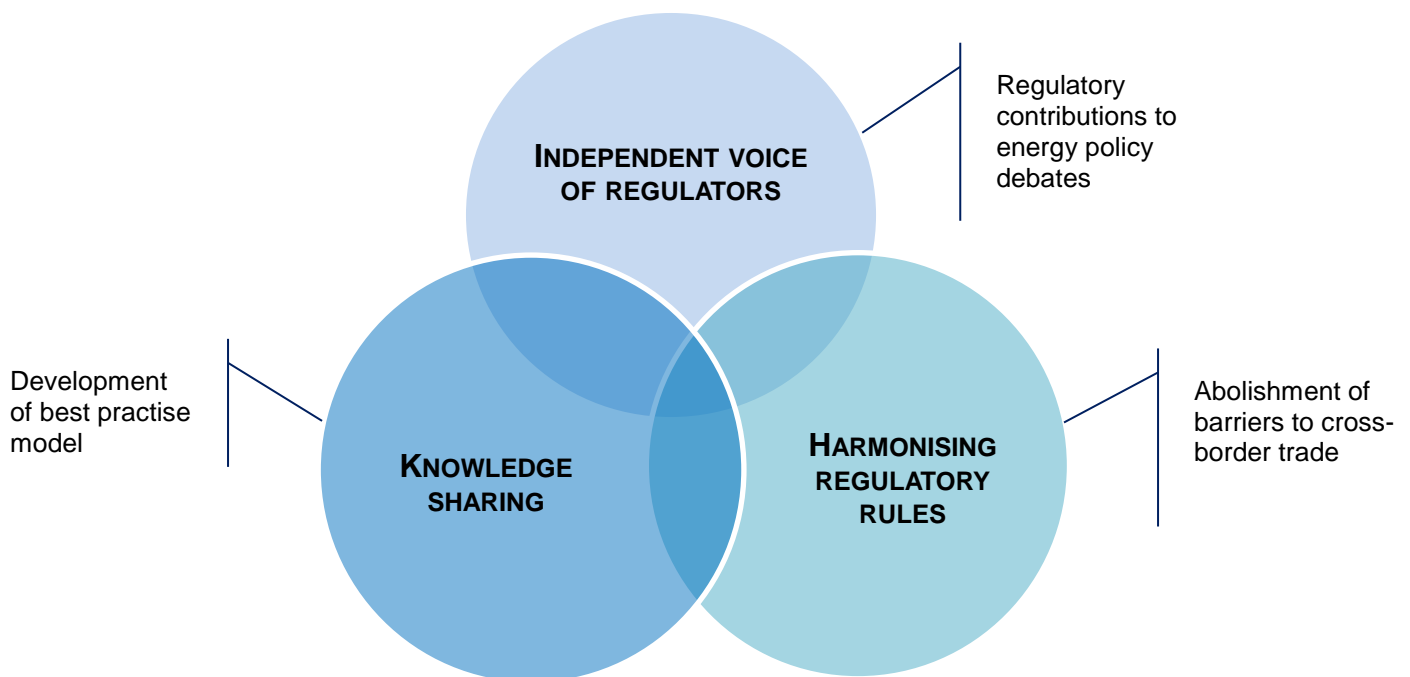 INDEPENDENT VOICE
OF REGULATORS
Regulatory
contributions to
energy policy
debates
Development
of best practise
model
KNOWLEDGE
SHARING
HARMONISING
REGULATORY
RULES
Abolishment of
barriers to cross-
border trade